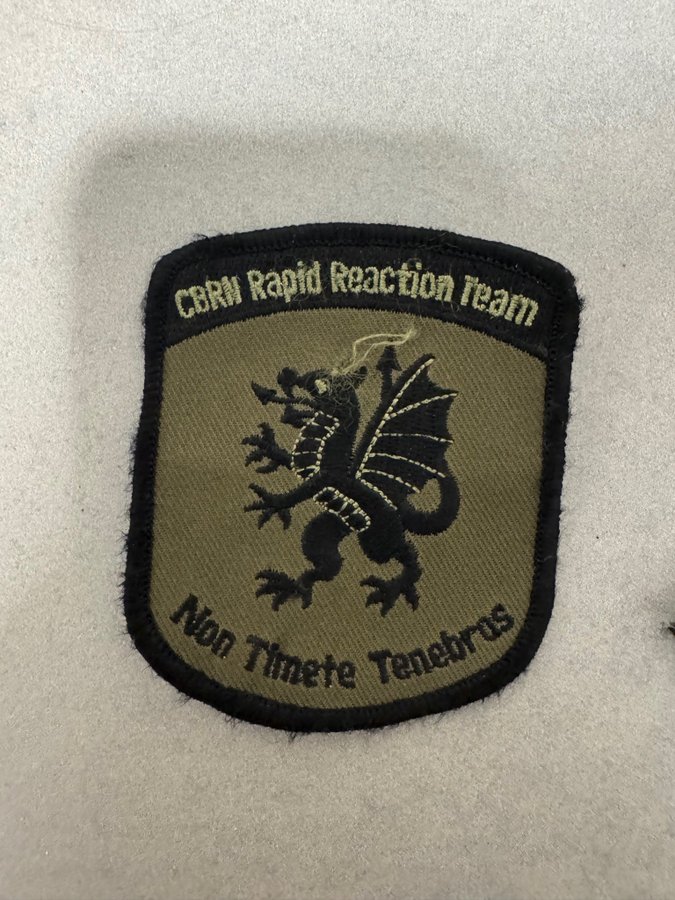 CBRN Rapid Reaction Team
Non Timete Tenebras